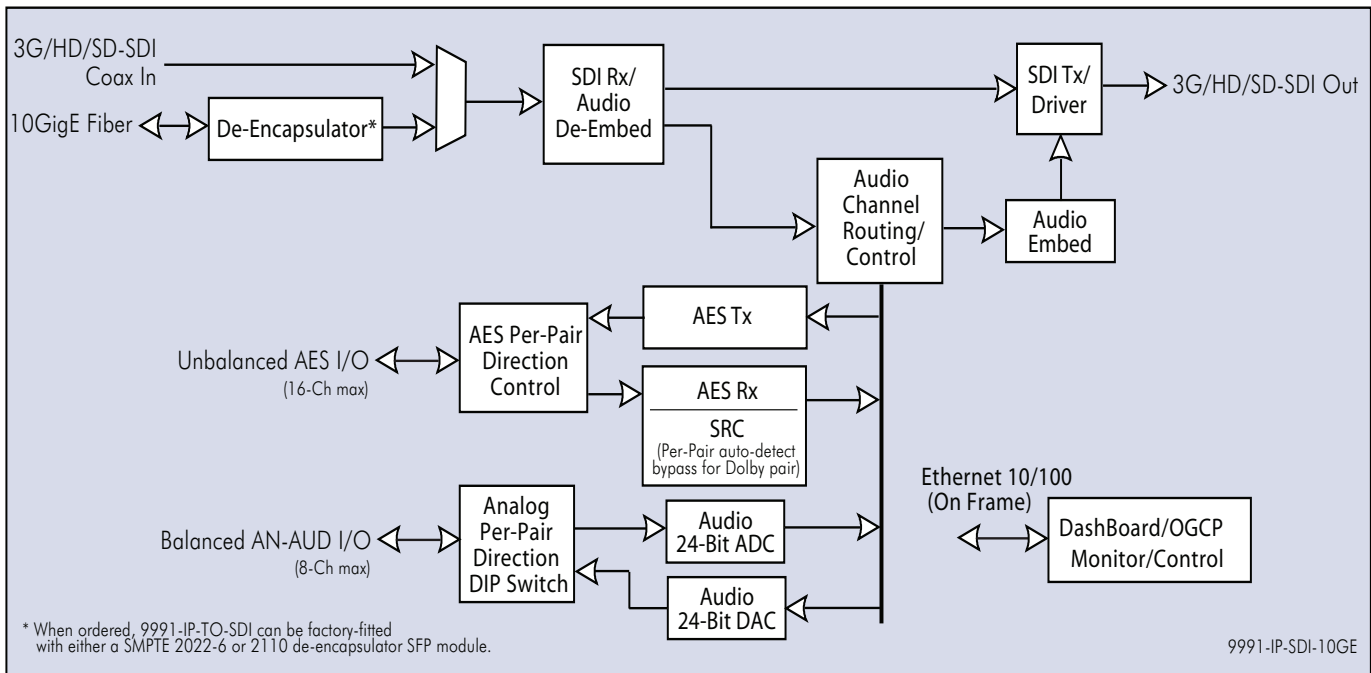 3G/HD/SD-SDI
Coax In
10GigE Fiber
De-Encapsulator*
SDI Rx/
Audio
De-Embed
SDI Tx/
Driver
3G/HD/SD-SDI Out
Audio
Channel
Routing/
Control
Audio
Embed
AES Tx
AES Per-Pair
Direction
Control
Unbalanced AES I/O
(16-Ch max)
AES Rx
SRC
(Per-Pair auto-detect
bypass for Dolby pair)
Ethernet 10/100
(On Frame)
DashBoard/OGCP
Monitor/Control
Analog
Per-Pair
Direction
DIP Switch
Balanced AN-AUD I/O
(8-Ch max)
Audio
24-Bit ADC
Audio
24-Bit DAC
* When ordered, 9991-IP-TO-SDI can be factory-fitted
with either a SMPTE 2022-6 or 2110 de-encapsulator SFP module.
9991-IP-SDI-10GE